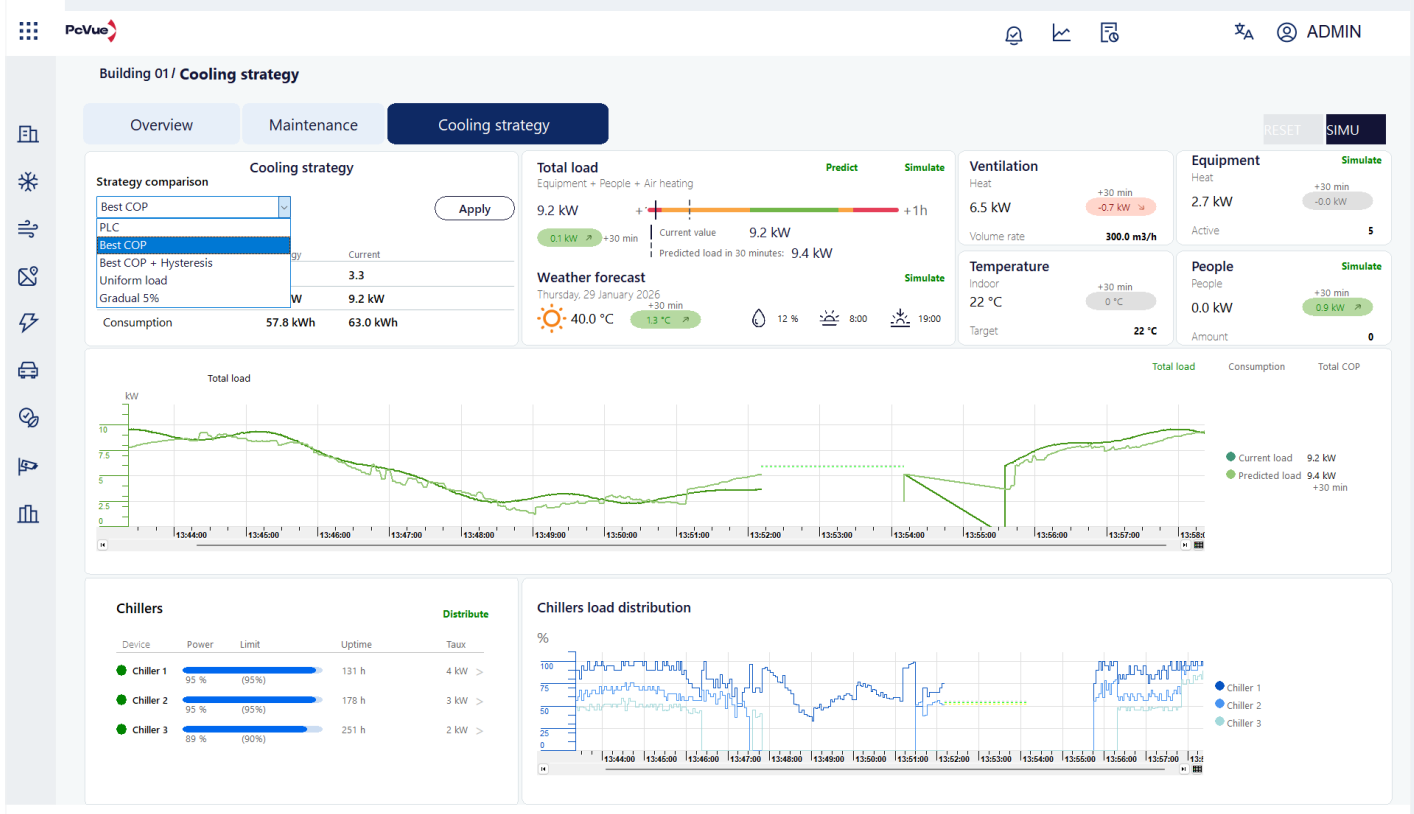 PcVue
ADMIN
Building 01/ Cooling strategy
Overview
Maintenance
Cooling strategy
RESET
SIMU
Cooling strategy
Strategy comparison
Best COP
Apply
PLC
Best COP
Best COP + Hysteresis
Uniform load
Gradual 5%
gy
Current
3.3
W
9.2 kW
Consumption
57.8 kWh
63.0 kWh
Total load
Predict
Simulate
Equipment + People + Air heating
9.2 kW
+
+1h
0.1 kW
+30 min
Current value
9.2 kW
Predicted load in 30 minutes:
9.4 kW
Weather forecast
Simulate
Thursday, 29 January 2026
+30 min
40.0 °C
1.3 °C
12 %
8:00
19:00
Ventilation
Heat
+30 min
6.5 kW
-0.7 kW
Volume rate
300.0 m3/h
Equipment
Simulate
Heat
+30 min
2.7 kW
-0.0 kW
Active
5
Temperature
Indoor
+30 min
22 °C
0 °C
Target
22 °C
People
Simulate
People
+30 min
0.0 kW
0.9 kW
Amount
0
Total load
Consumption
Total COP
Total load
kW
10
7.5
5
2.5
0
13:44:00
13:45:00
13:46:00
13:47:00
13:48:00
13:49:00
13:50:00
13:51:00
13:52:00
13:53:00
13:54:00
13:55:00
13:56:00
13:57:00
13:58:0
Current load
9.2 kW
Predicted load
9.4 kW
+30 min
Chillers
Distribute
Device
Power
Limit
Uptime
Taux
Chiller 1
95 %
(95%)
131 h
4 kW >
Chiller 2
95 %
(95%)
178 h
3 kW >
Chiller 3
89 %
(90%)
251 h
2 kW >
Chillers load distribution
%
100
75
50
25
0
13:44:00
13:45:00
13:46:00
13:47:00
13:48:00
13:49:00
13:50:00
13:51:00
13:52:00
13:53:00
13:54:00
13:55:00
13:56:00
13:57:00
13:5
Chiller 1
Chiller 2
Chiller 3